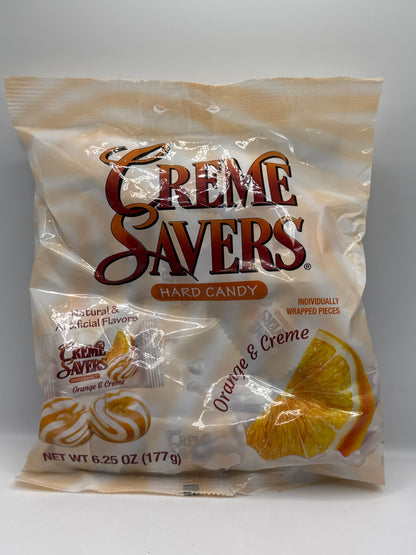 CREME
SAVERS®
HARD CANDY
INDIVIDUALLY
WRAPPED PIECES
Natural &
Artificial Flavors
CREME
SAVERS
Orange & Creme
Orange & Creme
NET WT 6.25 OZ (177g)